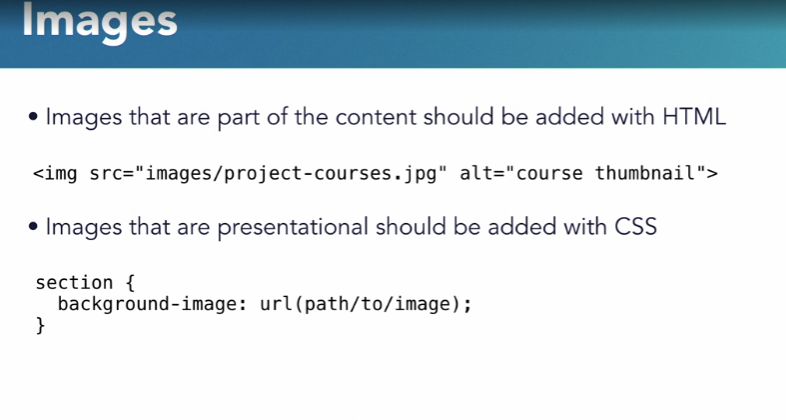 Images
• Images that are part of the content should be added with HTML
<img src="images/project-courses.jpg" alt="course thumbnail">
• Images that are presentational should be added with CSS
section {
  background-image: url(path/to/image);
}